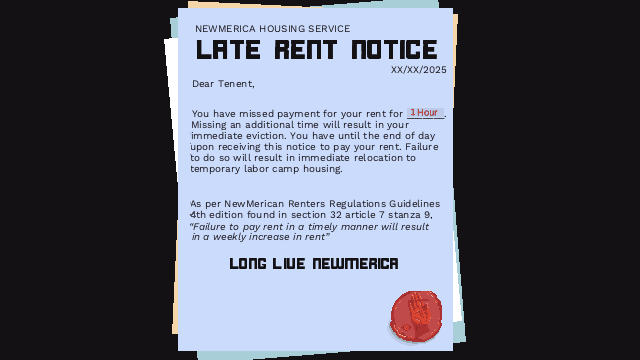 NEWMERICA HOUSING SERVICE
LATE RENT NOTICE
XX/XX/2025
Dear Tenent,
You have missed payment for your rent for 1 Hour.
Missing an additional time will result in your
immediate eviction. You have until the end of day
upon receiving this notice to pay your rent. Failure
to do so will result in immediate relocation to
temporary labor camp housing.
As per NewMerican Renters Regulations Guidelines
4th edition found in section 32 article 7 stanza 9,
“Failure to pay rent in a timely manner will result
in a weekly increase in rent”
LONG LIVE NEWMERICA